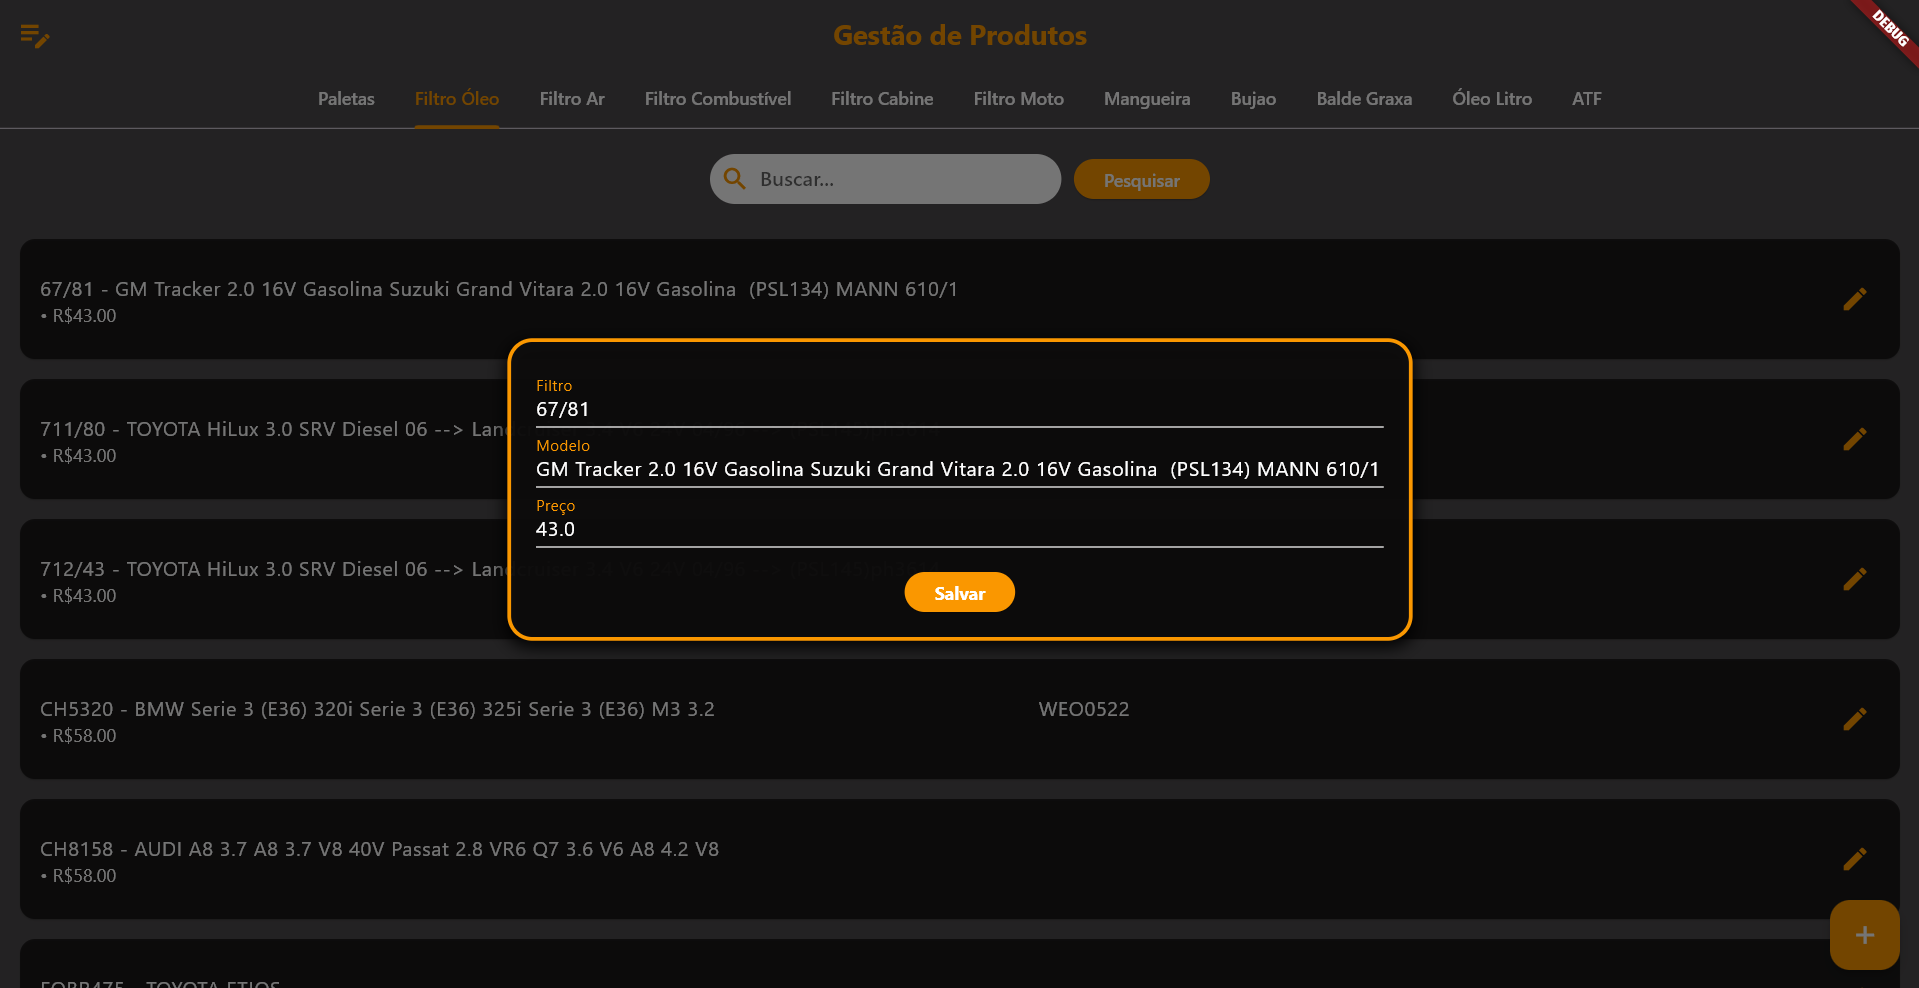 Gestão de Produtos
DEBUG
Paletas Filtro Óleo Filtro Ar Filtro Combustível Filtro Cabine Filtro Moto Mangueira Bujao Balde Graxa Óleo Litro ATF
Buscar... Pesquisar
67/81 - GM Tracker 2.0 16V Gasolina Suzuki Grand Vitara 2.0 16V Gasolina  (PSL134) MANN 610/1
• R$43.00
Filtro
67/81
Modelo
GM Tracker 2.0 16V Gasolina Suzuki Grand Vitara 2.0 16V Gasolina  (PSL134) MANN 610/1
Preço
43.0
Salvar
711/80 - TOYOTA HiLux 3.0 SRV Diesel 06 -->
• R$43.00
712/43 - TOYOTA HiLux 3.0 SRV Diesel 06 -->
• R$43.00
CH5320 - BMW Serie 3 (E36) 320i Serie 3 (E36) 325i Serie 3 (E36) M3 3.2 WEO0522
• R$58.00
CH8158 - AUDI A8 3.7 A8 3.7 V8 40V Passat 2.8 VR6 Q7 3.6 V6 A8 4.2 V8
• R$58.00
+
TOYOTA ETIOS